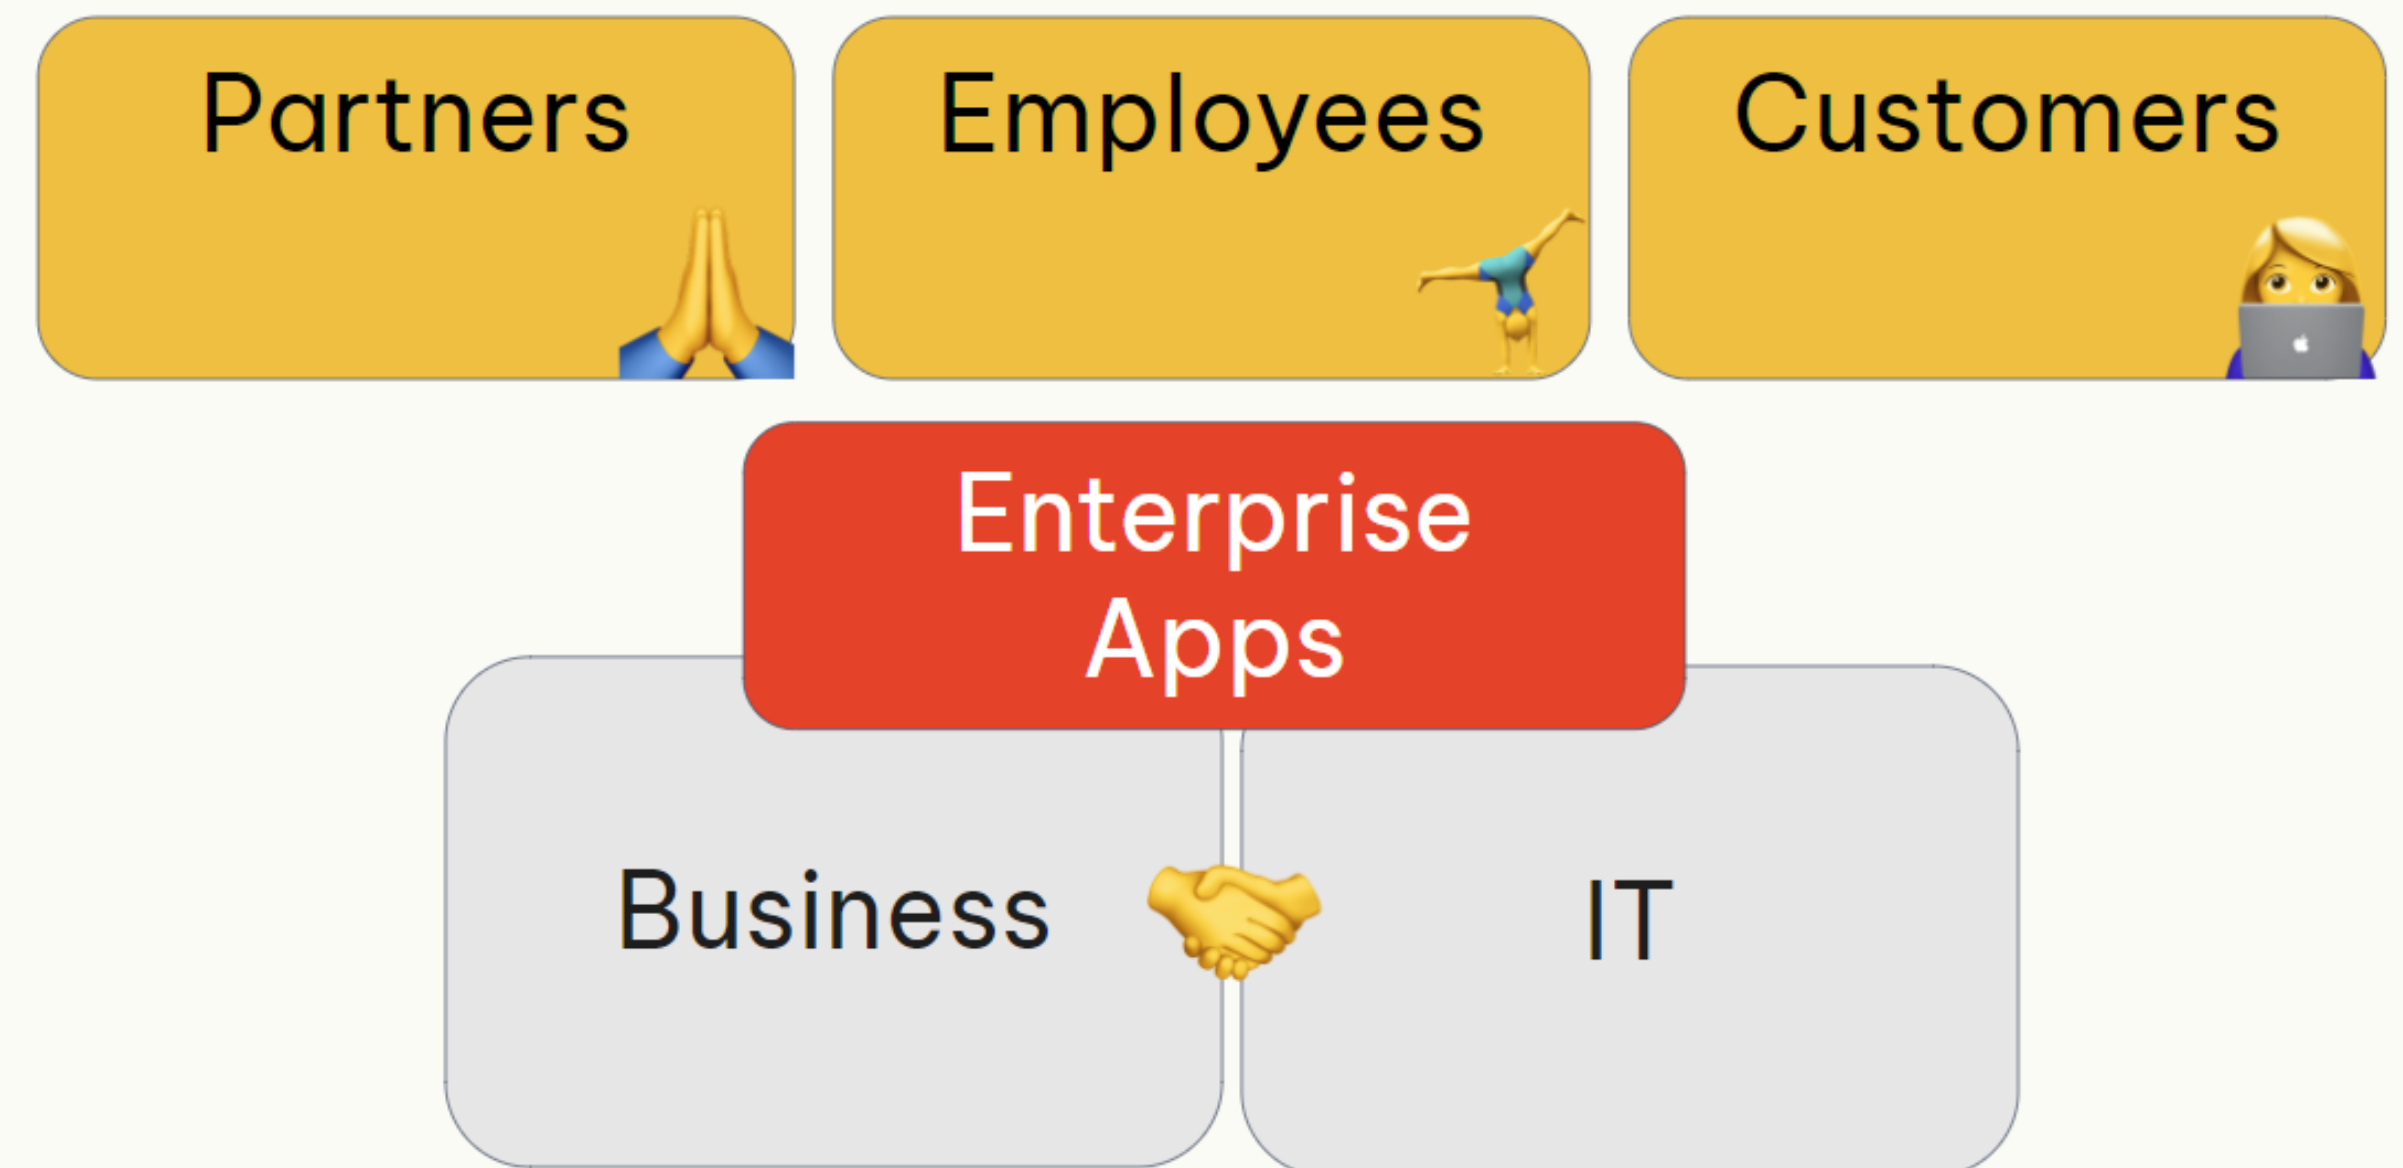 Partners
Employees
Customers
Enterprise
Apps
Business
IT